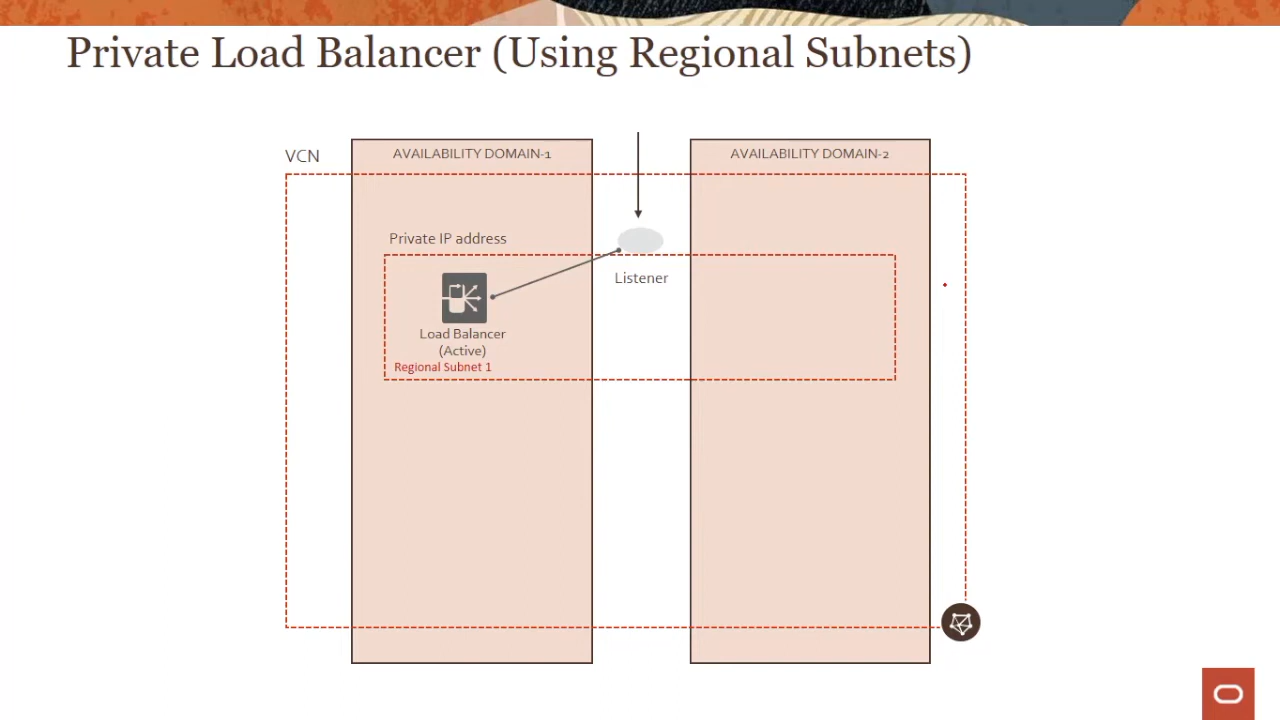 Private Load Balancer (Using Regional Subnets)
VCN
AVAILABILITY DOMAIN-1
AVAILABILITY DOMAIN-2
Private IP address
Listener
Load Balancer
(Active)
Regional Subnet 1